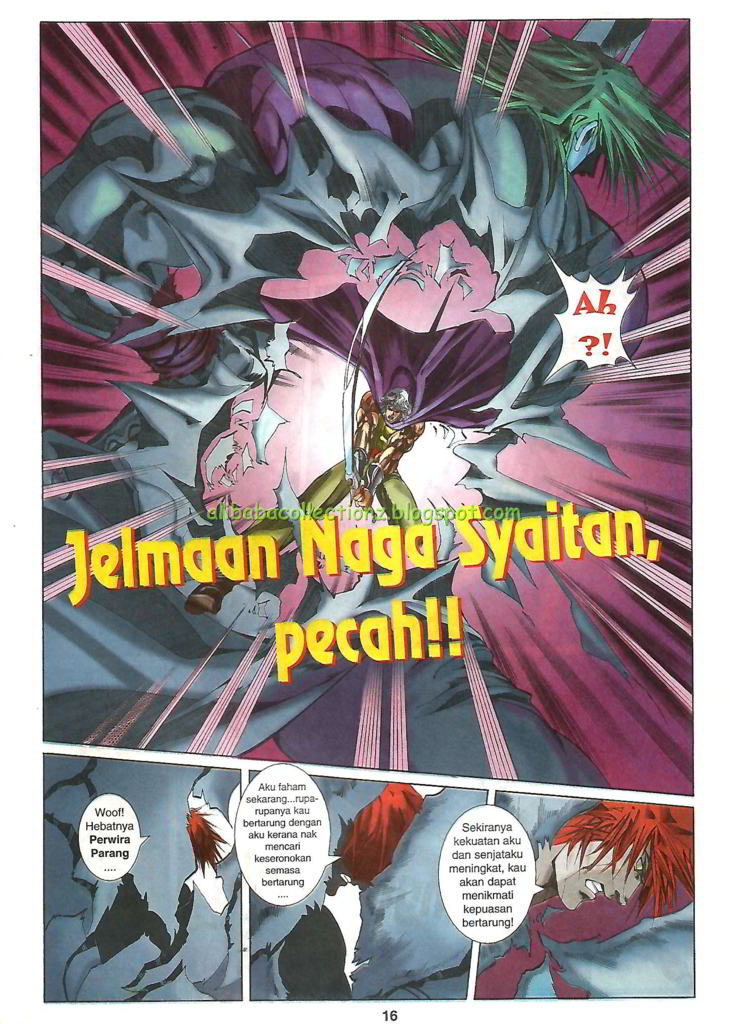 Ah
?!
alibabacollectionz.blogspot.com
Jelmaan Naga Syaitan,
pecah!!
Woof!
Hebatnya
Perwira
Parang
....
Aku faham
sekarang...rupa-
rupanya kau
bertarung dengan
aku kerana nak
mencari
keseronokan
semasa
bertarung
....
Sekiranya
kekuatan aku
dan senjataku
meningkat, kau
akan dapat
menikmati
kepuasan
bertarung!
16